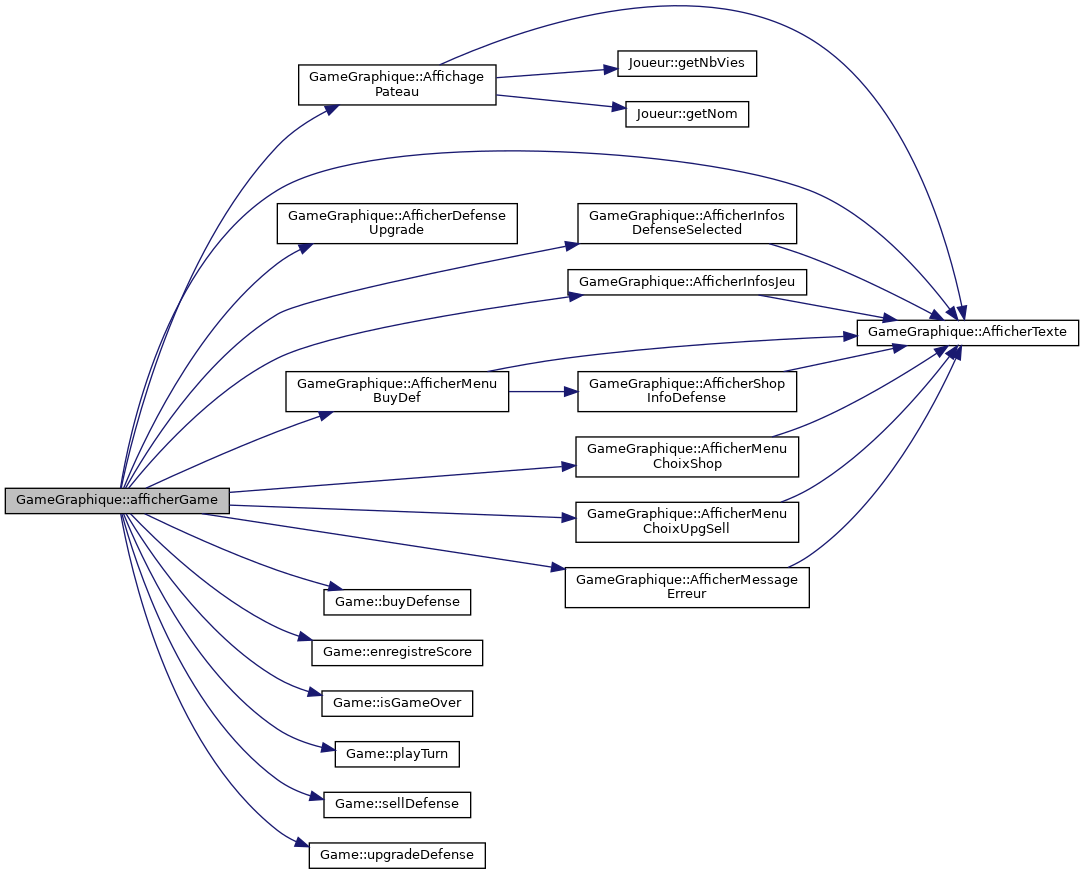 GameGraphique::Affichage
Pateau
Joueur::getNbVies
Joueur::getNom
GameGraphique::AfficherDefense
Upgrade
GameGraphique::AfficherInfos
DefenseSelected
GameGraphique::AfficherInfosJeu
GameGraphique::AfficherTexte
GameGraphique::AfficherMenu
BuyDef
GameGraphique::AfficherShop
InfoDefense
GameGraphique::AfficherMenu
ChoixShop
GameGraphique::afficherGame
GameGraphique::AfficherMenu
ChoixUpgSell
GameGraphique::AfficherMessage
Erreur
Game::buyDefense
Game::enregistreScore
Game::isGameOver
Game::playTurn
Game::sellDefense
Game::upgradeDefense